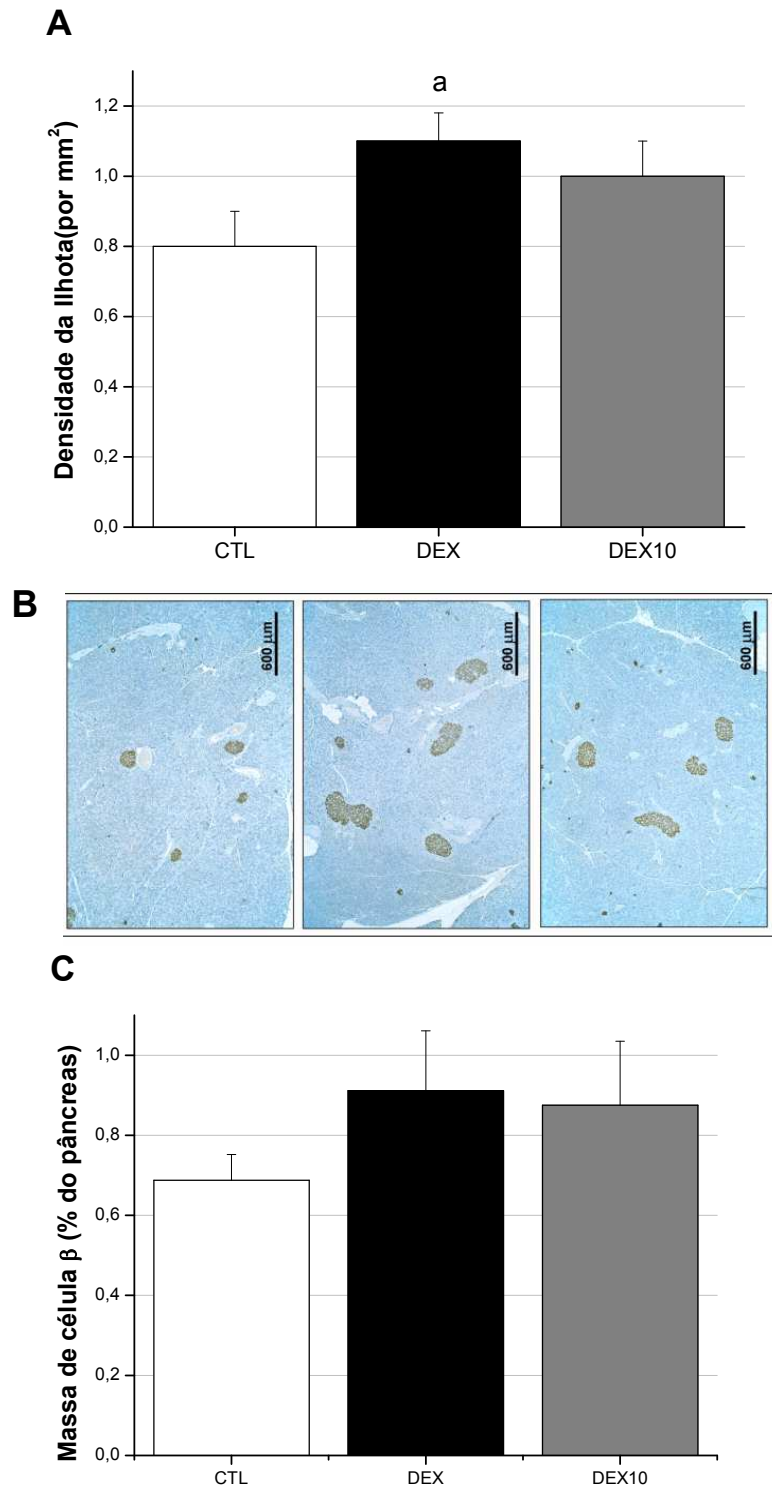 A
a
Densidade da Ilhota(por mm²)
1,2
1,0
0,8
0,6
0,4
0,2
0,0
CTL
DEX
DEX10
B
600 µm
600 µm
600 µm
C
Massa de célula β (% do pâncreas)
1,0
0,8
0,6
0,4
0,2
0,0
CTL
DEX
DEX10